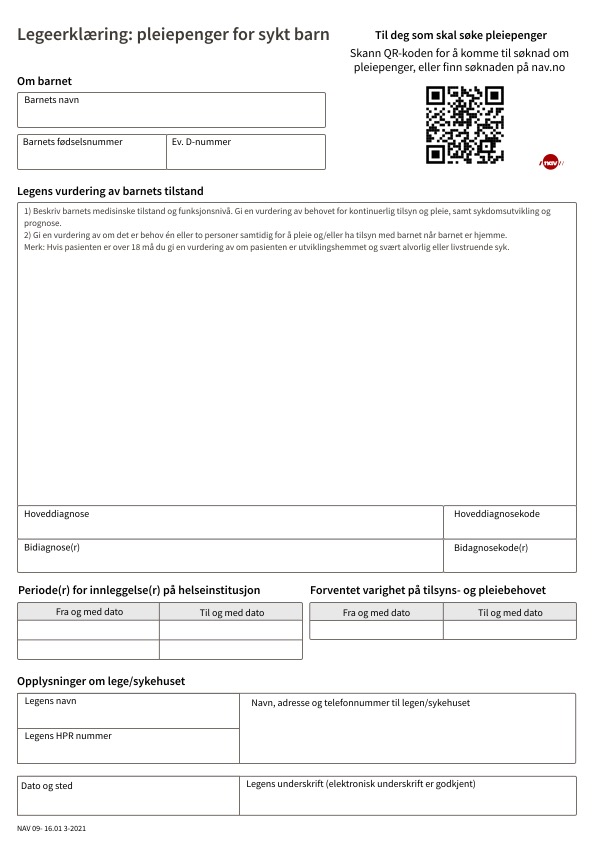 Legeerklæring: pleiepenger for sykt barn
Til deg som skal søke pleiepenger
Skann QR-koden for å komme til søknad om
pleiepenger, eller finn søknaden på nav.no
nav
Om barnet
Barnets navn
Barnets fødselsnummer
Ev. D-nummer
Legens vurdering av barnets tilstand
1) Beskriv barnets medisinske tilstand og funksjonsnivå. Gi en vurdering av behovet for kontinuerlig tilsyn og pleie, samt sykdomsutvikling og
prognose.
2) Gi en vurdering av om det er behov én eller to personer samtidig for å pleie og/eller ha tilsyn med barnet når barnet er hjemme.
Merk: Hvis pasienten er over 18 må du gi en vurdering av om pasienten er utviklingshemmet og svært alvorlig eller livstruende syk.
Hoveddiagnose
Hoveddiagnosekode
Bidiagnose(r)
Bidagnosekode(r)
Periode(r) for innleggelse(r) på helseinstitusjon
Fra og med dato
Til og med dato
Forventet varighet på tilsyns- og pleiebehovet
Fra og med dato
Til og med dato
Opplysninger om lege/sykehuset
Legens navn
Navn, adresse og telefonnummer til legen/sykehuset
Legens HPR nummer
Dato og sted
Legens underskrift (elektronisk underskrift er godkjent)
NAV 09- 16.01 3-2021